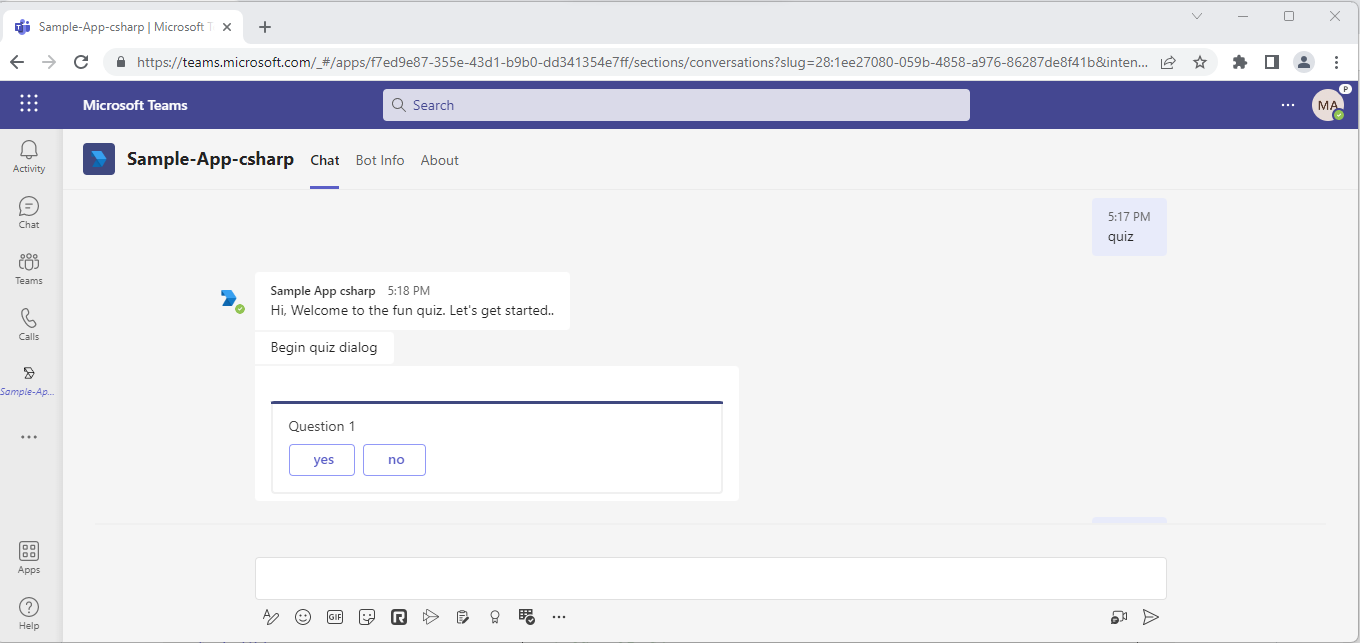 Sample-App-csharp | Microsoft T
https://teams.microsoft.com/_#/apps/f7ed9e87-355e-43d1-b9b0-dd341354e7ff/sections/conversations?slug=28:1ee27080-059b-4858-a976-86287de8f41b&inten...
Microsoft Teams
Search
P
MA
Activity
Chat
Teams
Calls
Sample-Ap...
Apps
Help
Sample-App-csharp
Chat
Bot Info
About
5:17 PM
quiz
Sample App csharp 5:18 PM
Hi, Welcome to the fun quiz. Let's get started..
Begin quiz dialog
Question 1
yes
no
GIF